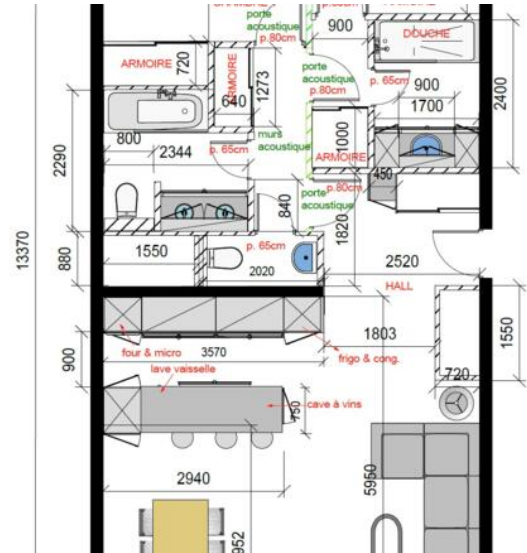 CHAMBRE
porte
acoustique
p.80cm
900
DOUCHE
ARMOIRE
720
ARMOIRE
640
1273
porte
acoustique
p.80cm
p. 65cm
900
1700
2400
800
2344
2290
murs
acoustique
p. 65cm
1000
ARMOIRE
p.80cm
450
porte
acoustique
840
1820
13370
880
1550
p. 65cm
2020
2520
HALL
1803
1550
720
900
four & micro
3570
frigo & cong.
lave vaisselle
cave à vins
750
2940
5950
952